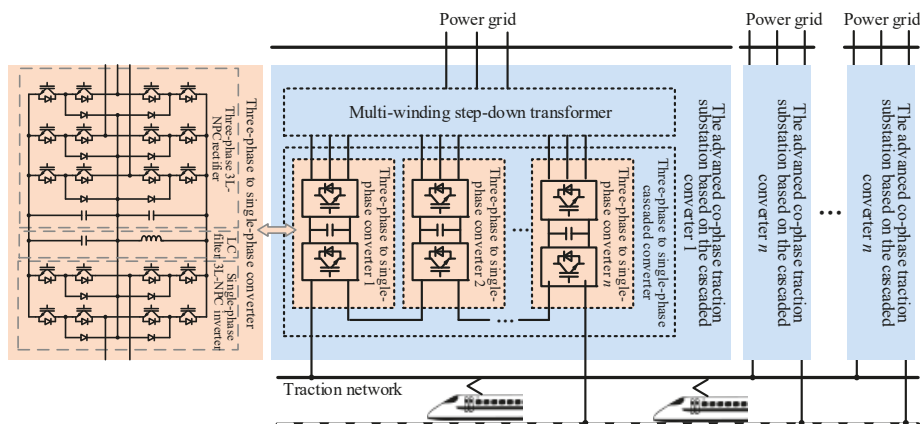 Power grid
Power grid
Power grid
Three-phase 3L-
NPC rectifier
LC
filter
Single-phase
3L-NPC inverter
Three-phase to single-phase converter
Multi-winding step-down transformer
Three-phase to single-
phase converter 1
Three-phase to single-
phase converter 2
...
Three-phase to single-
phase converter n
Three-phase to single-phase
cascaded converter
The advanced co-phase traction
substation based on the cascaded
converter 1
The advanced co-phase traction
substation based on the cascaded
converter n
...
The advanced co-phase traction
substation based on the cascaded
converter n
...
Traction network